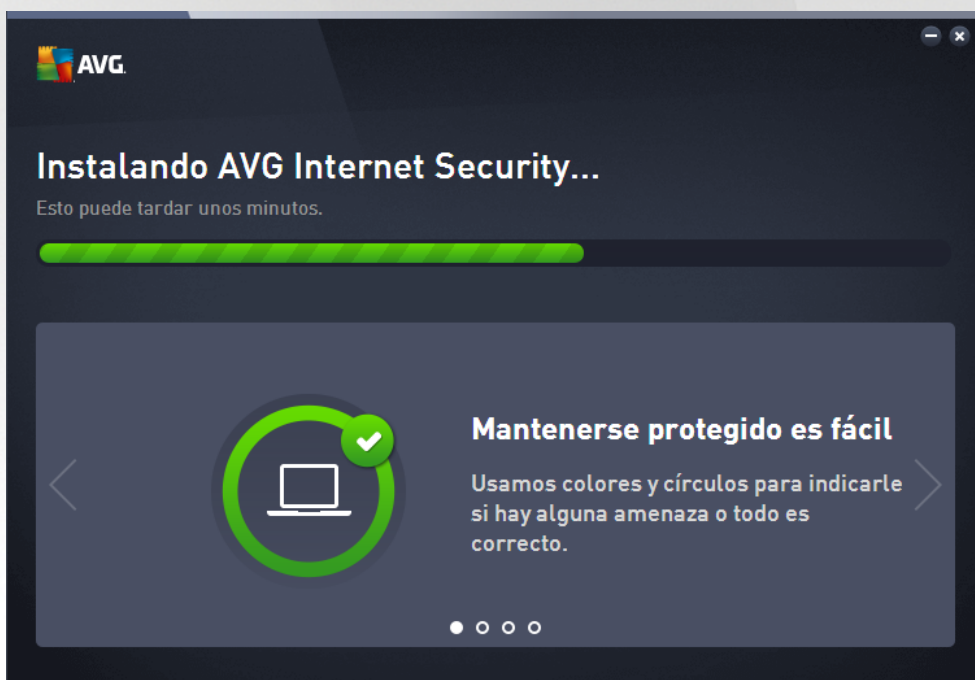 AVG.
Instalando AVG Internet Security...
Esto puede tardar unos minutos.
Mantenerse protegido es fácil
Usamos colores y círculos para indicarle
si hay alguna amenaza o todo es
correcto.